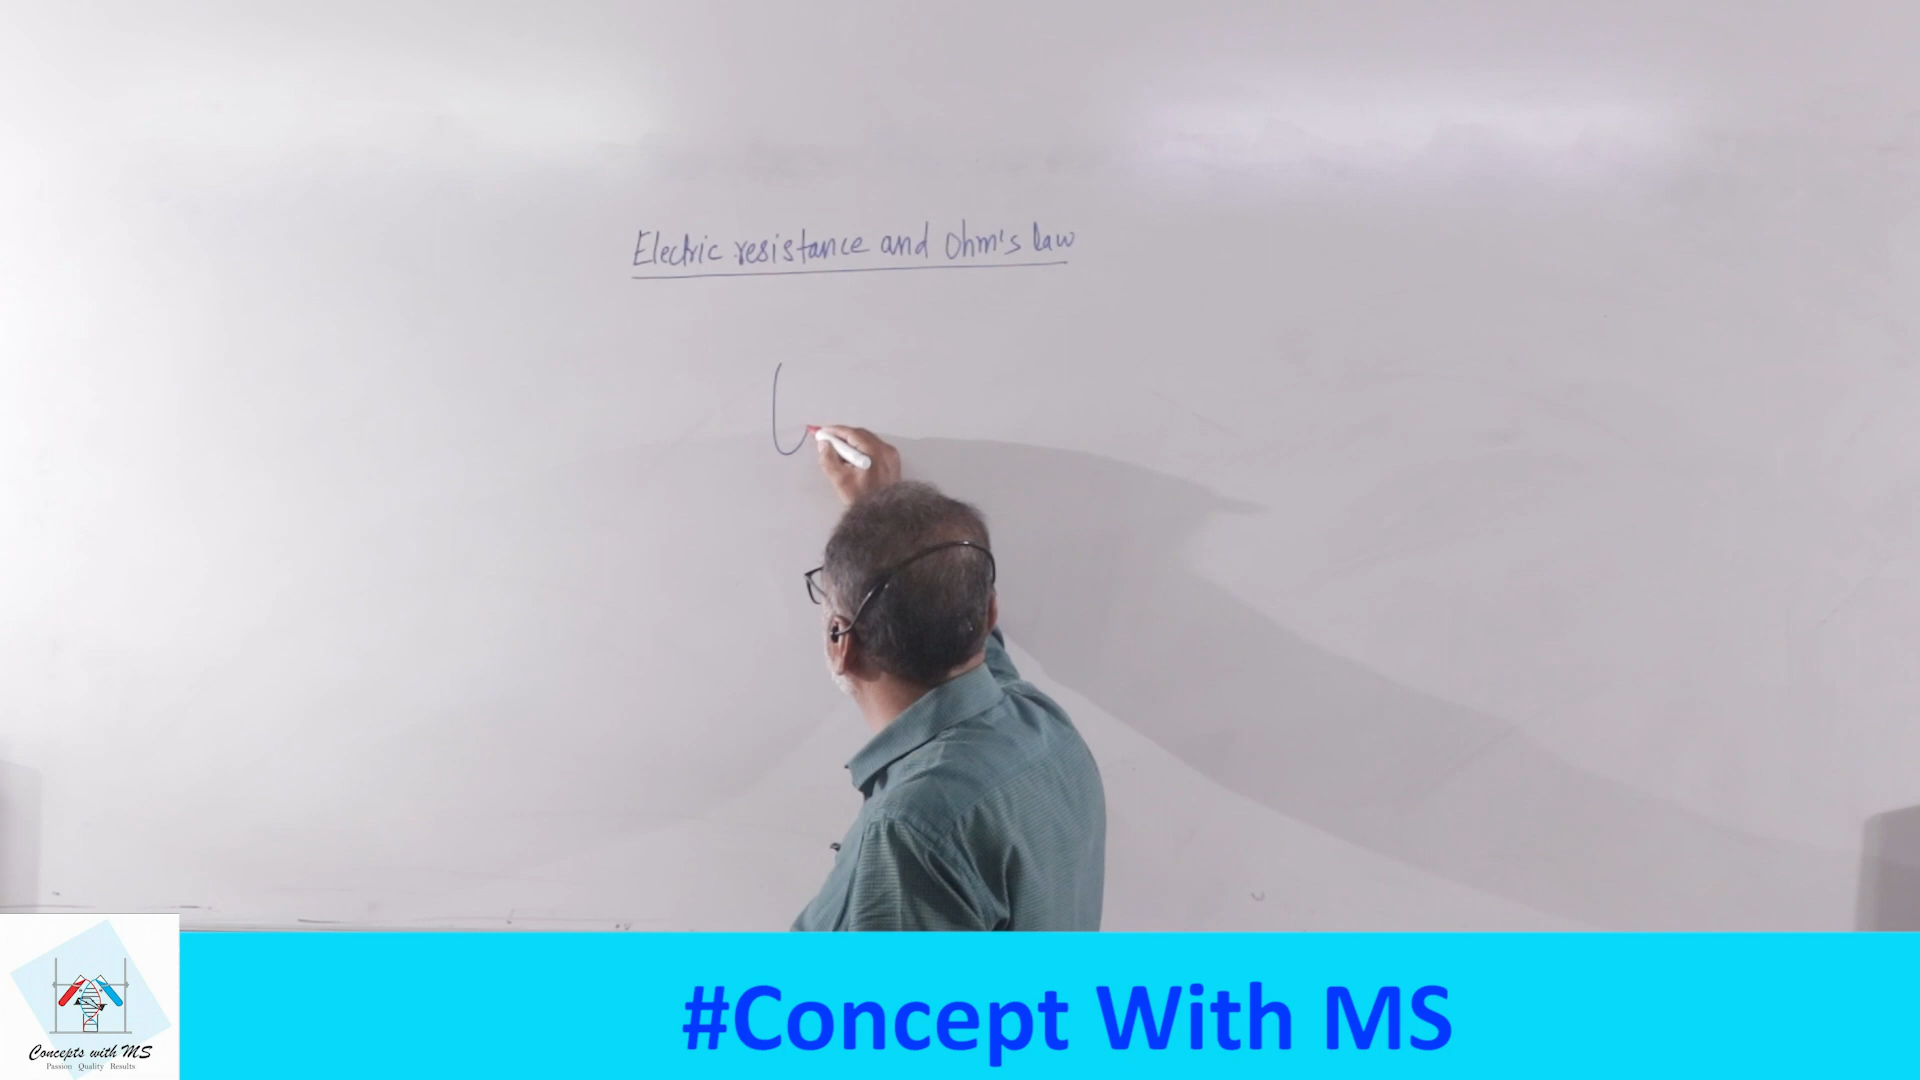 Electric resistance and Ohm's law
#Concept With MS
Concepts with MS
Passion Quality Results